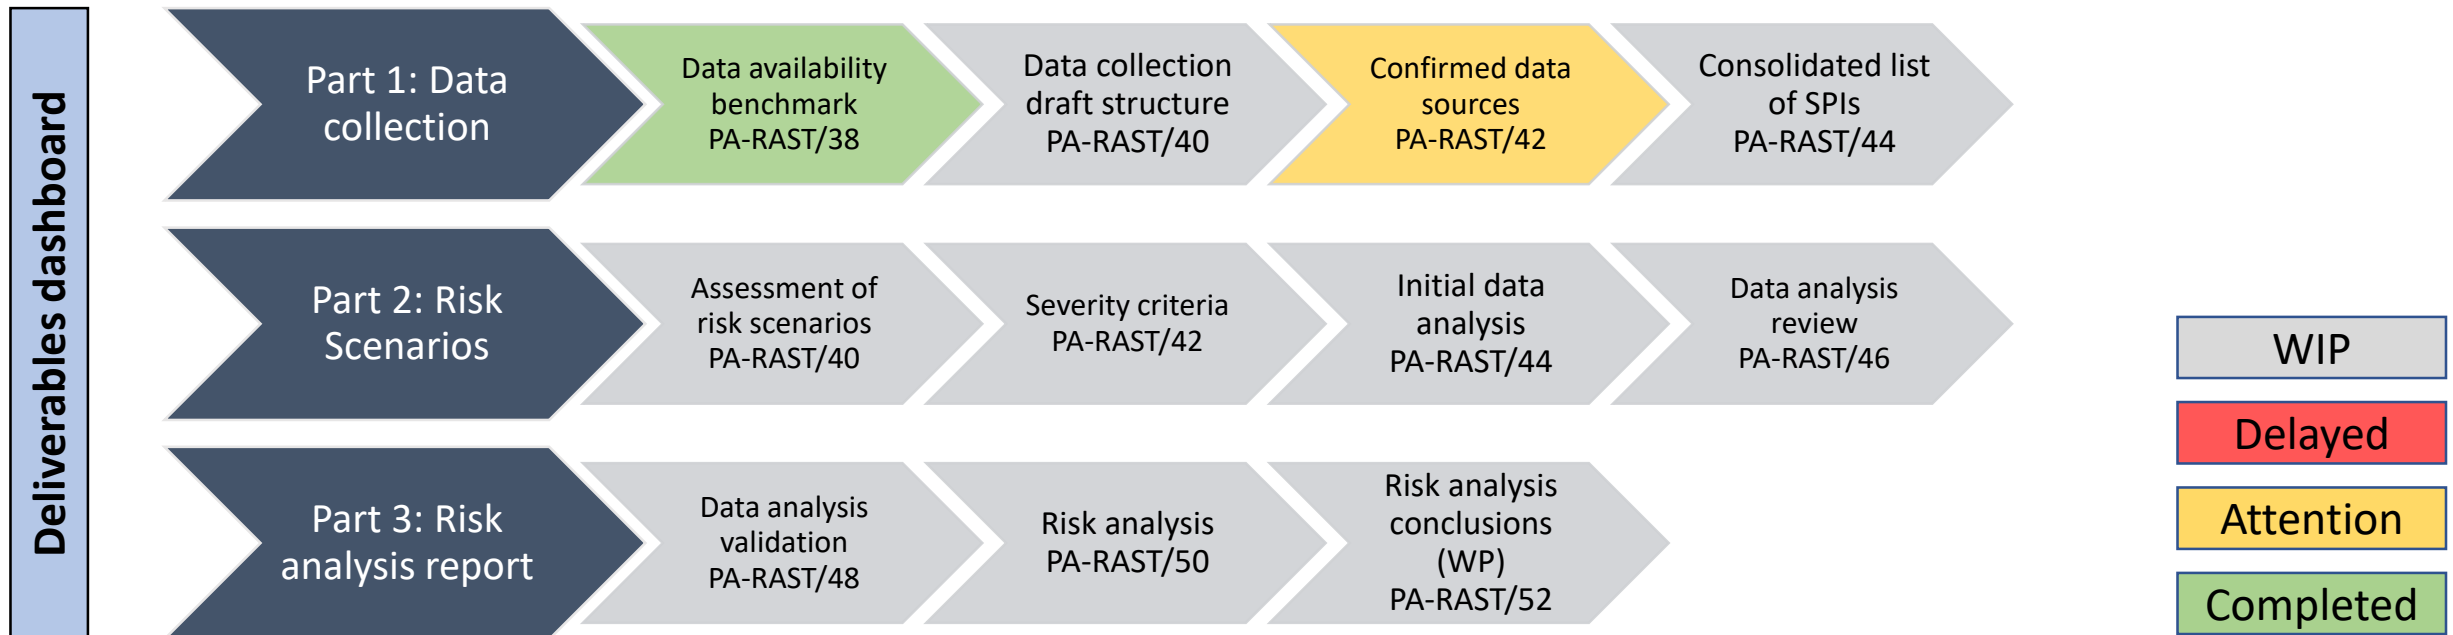 Deliverables dashboard
Part 1: Data
collection
Data availability
benchmark
PA-RAST/38
Data collection
draft structure
PA-RAST/40
Confirmed data
sources
PA-RAST/42
Consolidated list
of SPIs
PA-RAST/44
Part 2: Risk
Scenarios
Assessment of
risk scenarios
PA-RAST/40
Severity criteria
PA-RAST/42
Initial data
analysis
PA-RAST/44
Data analysis
review
PA-RAST/46
Part 3: Risk
analysis report
Data analysis
validation
PA-RAST/48
Risk analysis
PA-RAST/50
Risk analysis
conclusions
(WP)
PA-RAST/52
WIP
Delayed
Attention
Completed